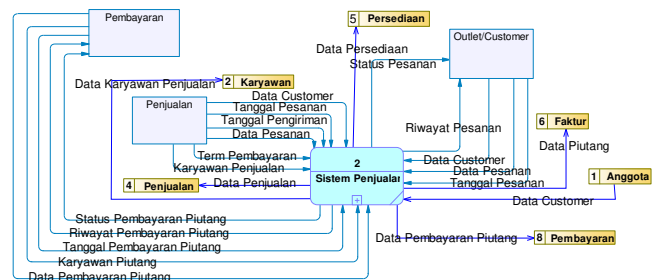 Pembayaran
5 Persediaan
Outlet/Customer
Data Persediaan
Status Pesanan
2 Karyawan
Data Karyawan Penjualan
Penjualan
Data Customer
Tanggal Pesanan
Tanggal Pengiriman
Data Pesanan
Riwayat Pesanan
6 Faktur
Data Piutang
Term Pembayaran
Karyawan Penjualan
2
Sistem Penjualan
Data Customer
Data Pesanan
Tanggal Pesanan
1 Anggota
4 Penjualan
Data Penjualan
Data Customer
Status Pembayaran Piutang
Riwayat Pembayaran Piutang
Tanggal Pembayaran Piutang
Karyawan Piutang
Data Pembayaran Piutang
Data Pembayaran Piutang
8 Pembayaran